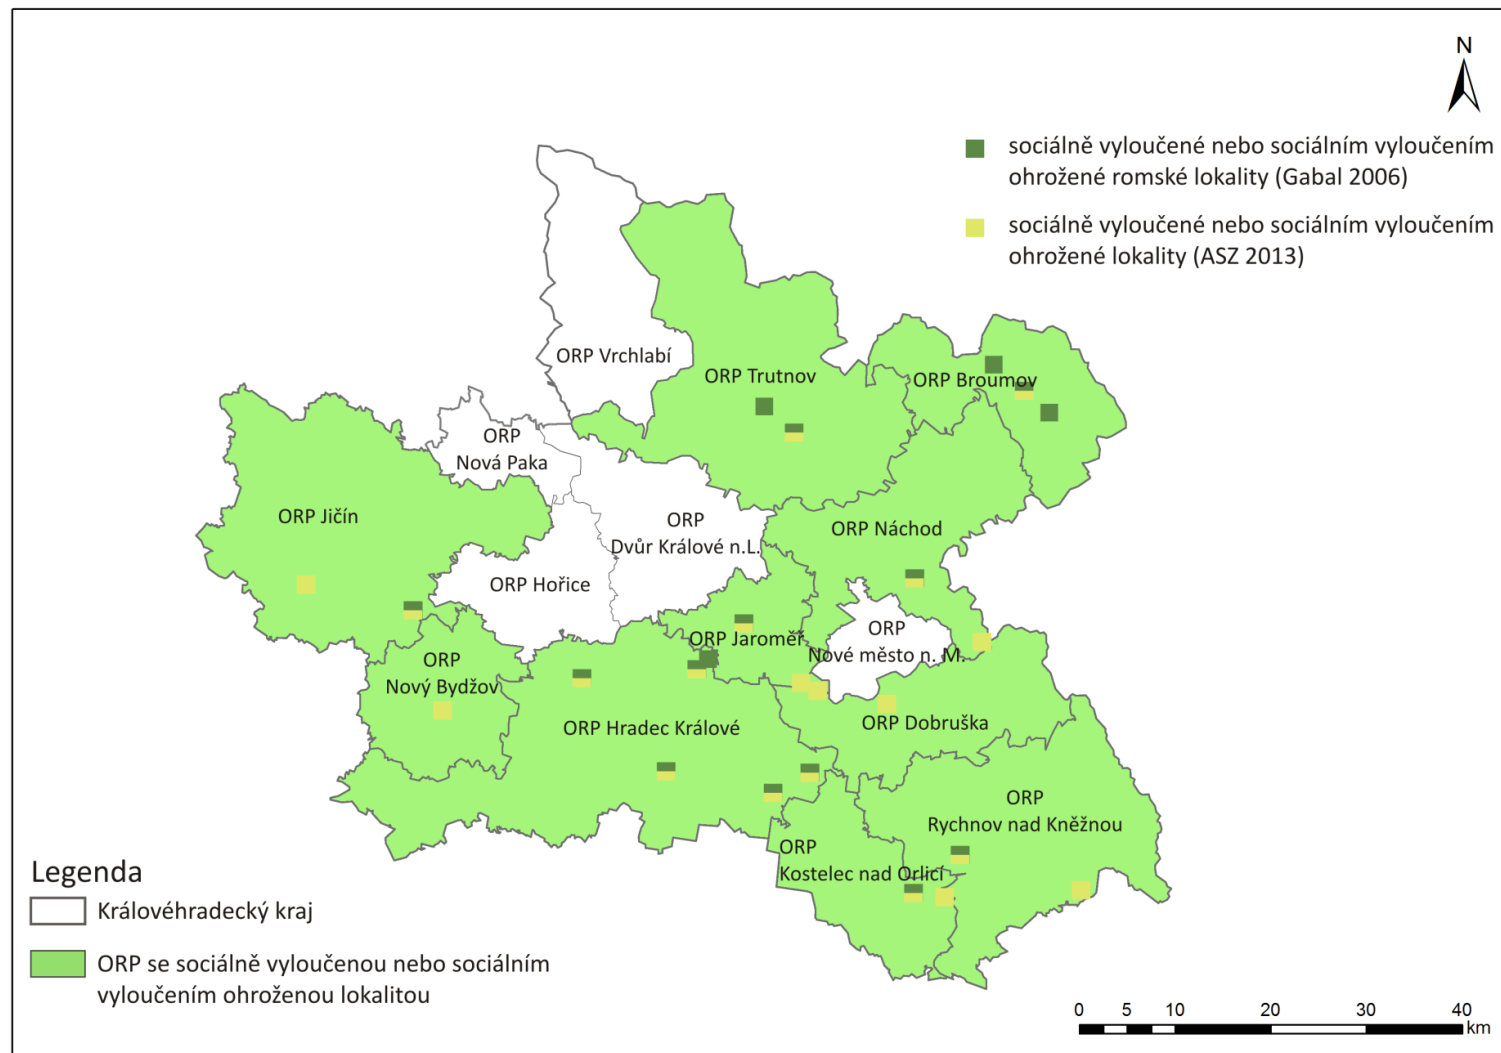 N
sociálně vyloučené nebo sociálním vyloučením
ohrožené romské lokality (Gabal 2006)
sociálně vyloučené nebo sociálním vyloučením
ohrožené lokality (ASZ 2013)
ORP Vrchlabí
ORP Trutnov
ORP Broumov
ORP
Nová Paka
ORP Jičín
ORP
Dvůr Králové n.L.
ORP Náchod
ORP Hořice
ORP Jaroměř
ORP
Nové město n. M.
ORP
Nový Bydžov
ORP Hradec Králové
ORP Dobruška
ORP
Rychnov nad Kněžnou
ORP
Kostelec nad Orlicí
Legenda
Královéhradecký kraj
ORP se sociálně vyloučenou nebo sociálním
vyloučením ohroženou lokalitou
0 5 10 20 30 40
km